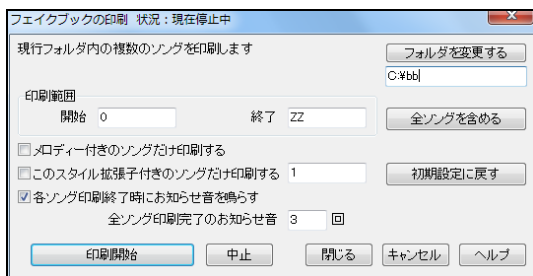 フェイクブックの印刷 状況：現在停止中
現行フォルダ内の複数のソングを印刷します
フォルダを変更する
C:¥bb
印刷範囲
開始 0 終了 ZZ
全ソングを含める
メロディー付きのソングだけ印刷する
このスタイル拡張子付きのソングだけ印刷する 1
初期設定に戻す
各ソング印刷終了時にお知らせ音を鳴らす
全ソング印刷完了のお知らせ音 3 回
印刷開始 中止 閉じる キャンセル ヘルプ